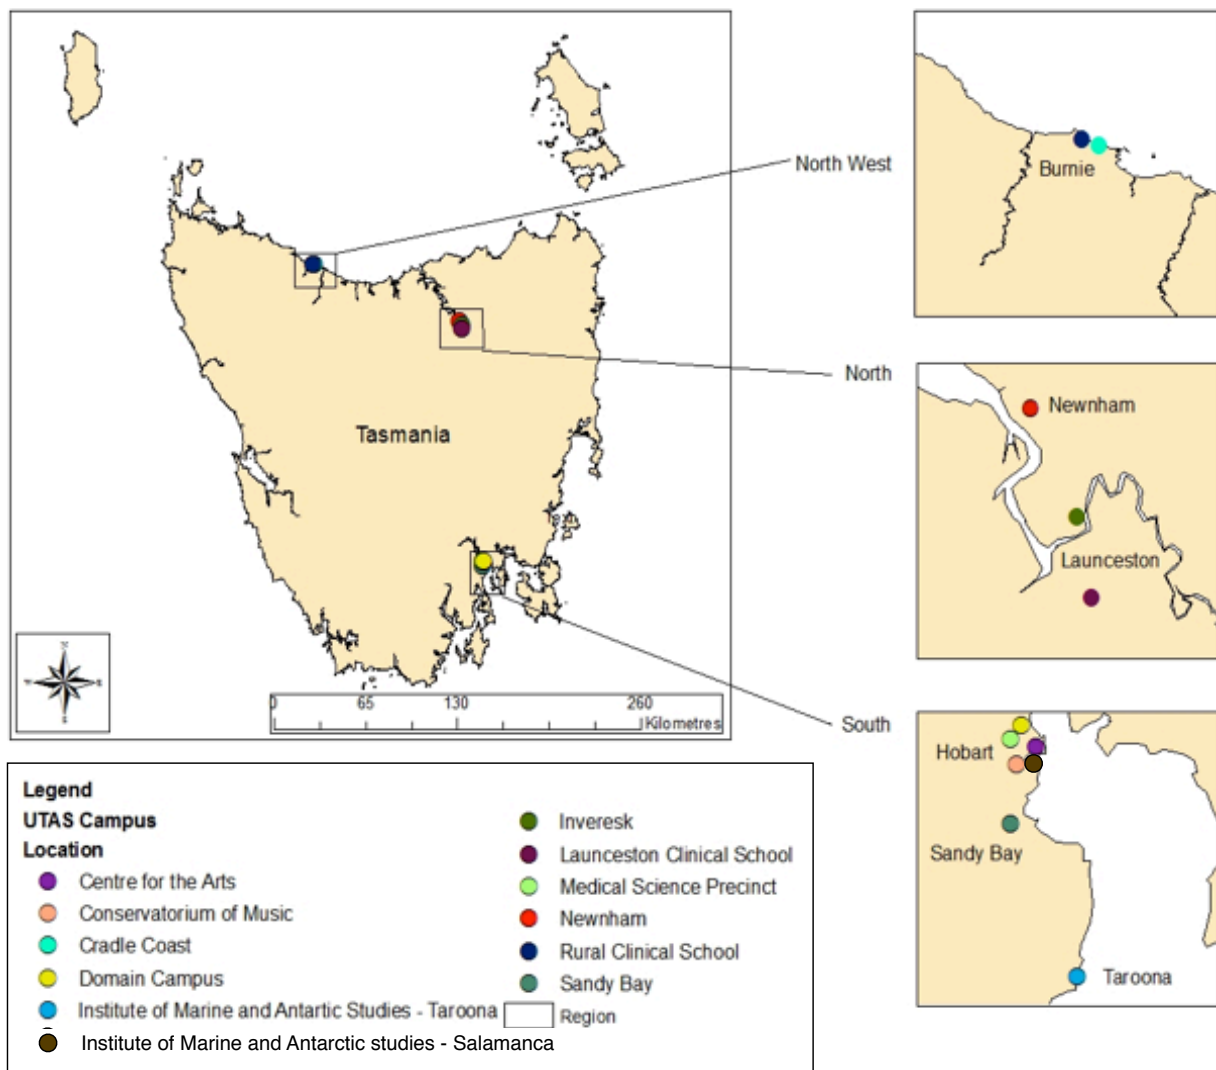 North West
Burnie
North
Newnham
Tasmania
Launceston
0 65 130 260
Kilometres
South
Hobart
Sandy Bay
Taroona
Legend
UTAS Campus
Location
Centre for the Arts
Conservatorium of Music
Cradle Coast
Domain Campus
Institute of Marine and Antartic Studies - Taroona
Institute of Marine and Antarctic studies - Salamanca
Inveresk
Launceston Clinical School
Medical Science Precinct
Newnham
Rural Clinical School
Sandy Bay
Region